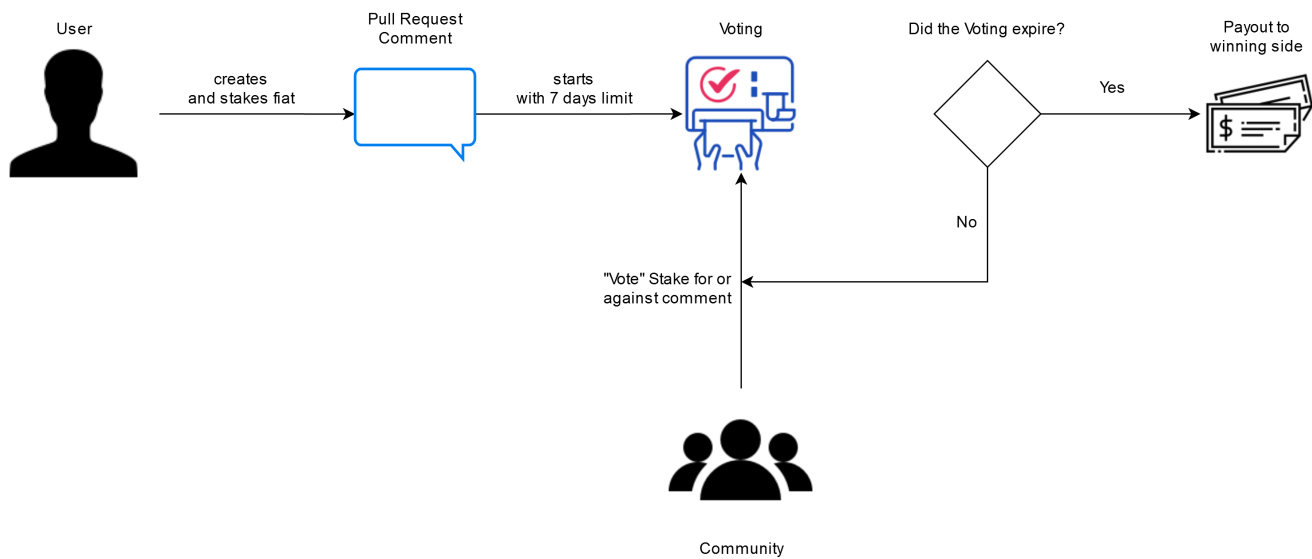 User
Pull Request
Comment
Voting
Did the Voting expire?
Payout to
winning side
creates
and stakes fiat
starts
with 7 days limit
Yes
$
No
"Vote" Stake for or
against comment
Community